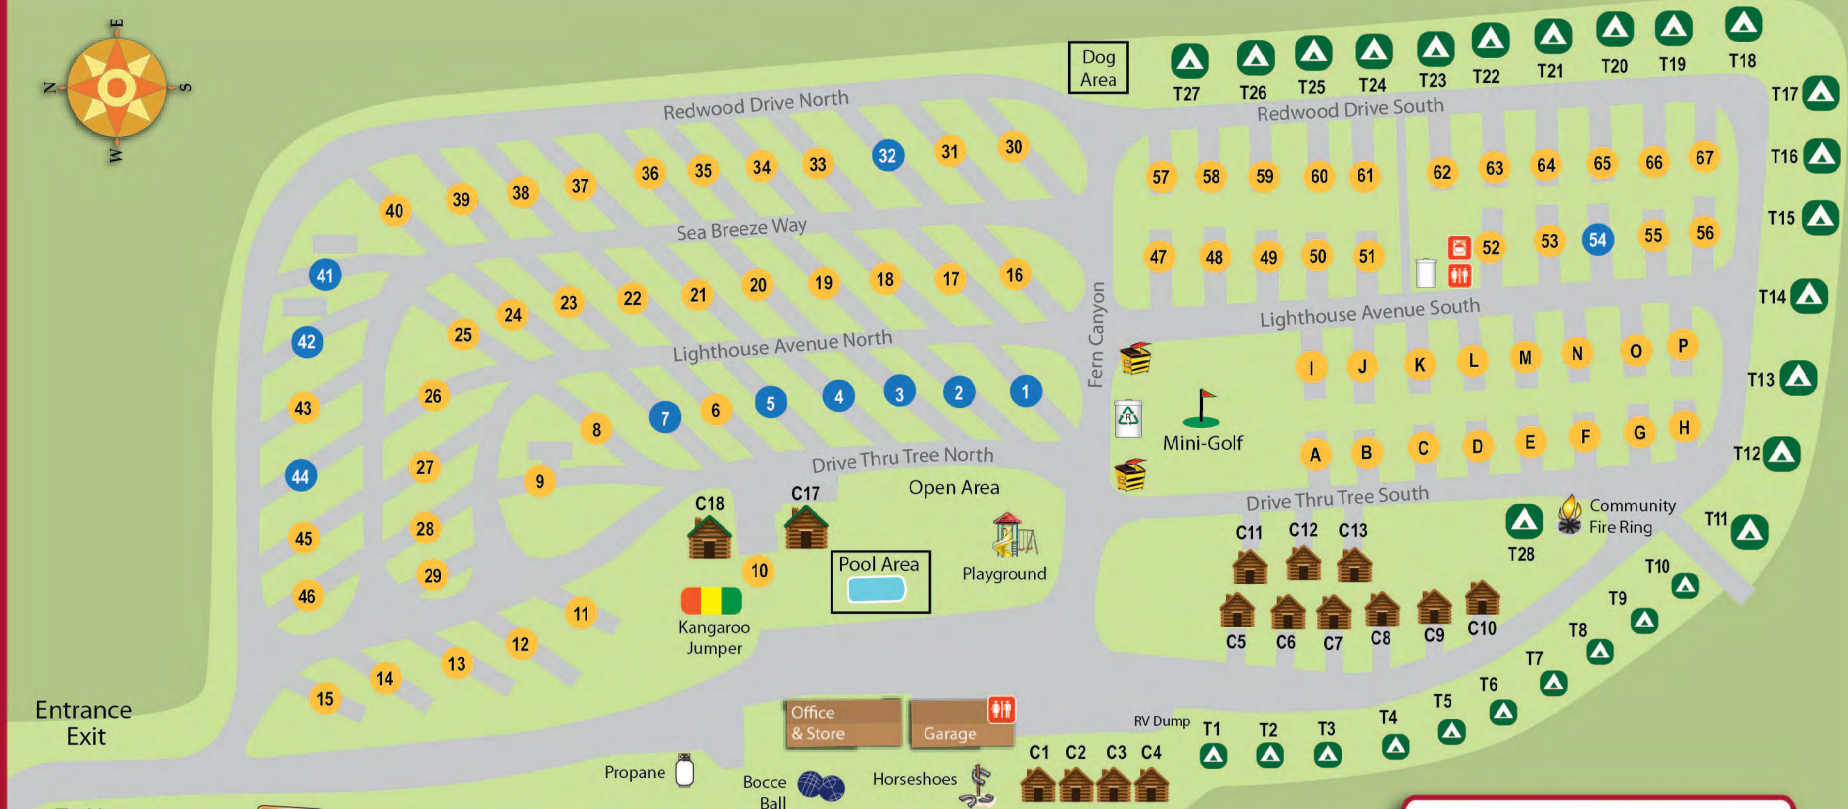 E
N
S
W
Dog
Area
T27
T26
T25
T24
T23
T22
T21
T20
T19
T18
T17
T16
T15
T14
T13
T12
T11
T10
T9
T8
T7
T6
T5
T4
T3
T2
T1
Redwood Drive North
Redwood Drive South
40
39
38
37
36
35
34
33
32
31
30
57
58
59
60
61
62
63
64
65
66
67
Sea Breeze Way
41
42
43
44
45
46
25
24
23
22
21
20
19
18
17
16
47
48
49
50
51
52
53
54
55
56
Lighthouse Avenue North
Fern Canyon
Lighthouse Avenue South
26
27
28
29
9
8
7
6
5
4
3
2
1
I
J
K
L
M
N
O
P
R
Mini-Golf
A
B
C
D
E
F
G
H
Drive Thru Tree North
Open Area
Drive Thru Tree South
C18
C17
10
Pool Area
Playground
Kangaroo
Jumper
C11
C12
C13
T28
Community
Fire Ring
C5
C6
C7
C8
C9
C10
11
12
13
14
15
Entrance
Exit
Office
& Store
Garage
RV Dump
Propane
Bocce
Ball
Horseshoes
C1
C2
C3
C4